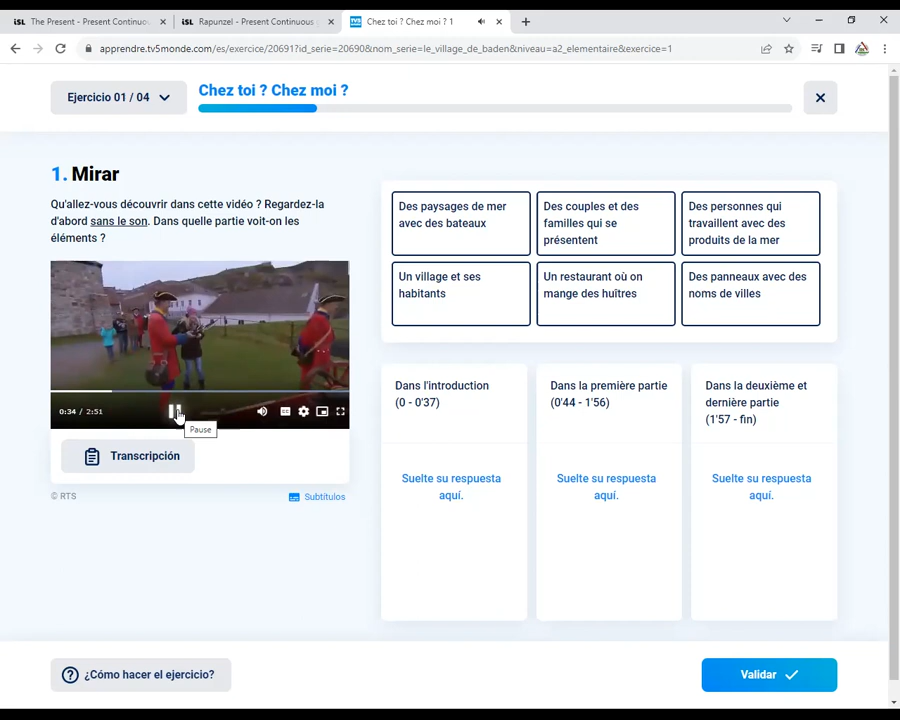 The Present - Present Continuou
Rapunzel - Present Continuous
Chez toi ? Chez moi ? 1
apprendre.tv5monde.com/es/exercice/20691?id_serie=20690&nom_serie=le_village_de_baden&niveau=a2_elementaire&exercice=1
Ejercicio 01 / 04
Chez toi ? Chez moi ?
1. Mirar
Qu'allez-vous découvrir dans cette vidéo ? Regardez-la
d'abord sans le son. Dans quelle partie voit-on les
éléments ?
0:34 / 2:51
Pause
Transcripción
© RTS
Subtítulos
Des paysages de mer
avec des bateaux
Des couples et des
familles qui se
présentent
Des personnes qui
travaillent avec des
produits de la mer
Un village et ses
habitants
Un restaurant où on
mange des huîtres
Des panneaux avec des
noms de villes
Dans l'introduction
(0 - 0'37)
Suelte su respuesta
aquí.
Dans la première partie
(0'44 - 1'56)
Suelte su respuesta
aquí.
Dans la deuxième et
dernière partie
(1'57 - fin)
Suelte su respuesta
aquí.
¿Cómo hacer el ejercicio?
Validar